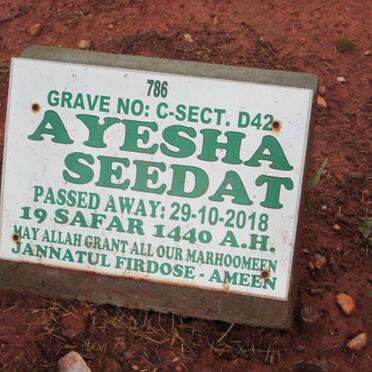 786
GRAVE NO: C-SECT. D42
AYESHA
SEEDAT
PASSED AWAY: 29-10-2018
19 SAFAR 1440 A.H.
MAY ALLAH GRANT ALL OUR MARHOOMEEN
JANNATUL FIRDOSE - AMEEN